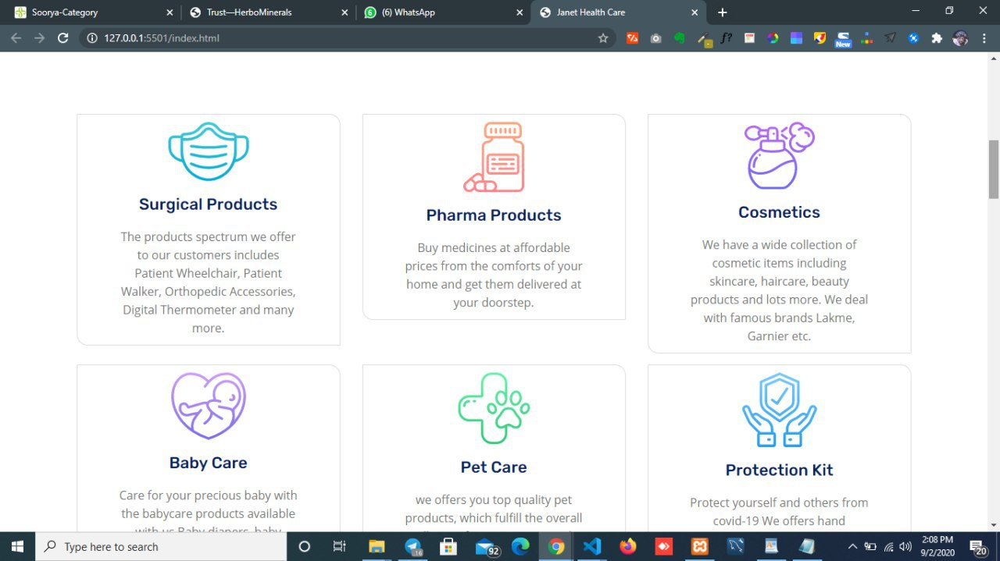 Soorya-Category
Trust—HerboMinerals
(6) WhatsApp
Janet Health Care
127.0.0.1:5501/index.html
f?
New
Surgical Products
The products spectrum we offer
to our customers includes
Patient Wheelchair, Patient
Walker, Orthopedic Accessories,
Digital Thermometer and many
more.
Pharma Products
Buy medicines at affordable
prices from the comforts of your
home and get them delivered at
your doorstep.
Cosmetics
We have a wide collection of
cosmetic items including
skincare, haircare, beauty
products and lots more. We deal
with famous brands Lakme,
Garnier etc.
Baby Care
Care for your precious baby with
the babycare products available
with us Baby diapers, baby
Pet Care
we offers you top quality pet
products, which fulfill the overall
Protection Kit
Protect yourself and others from
covid-19 We offers hand
Type here to search
16
92
2:08 PM
9/2/2020
20